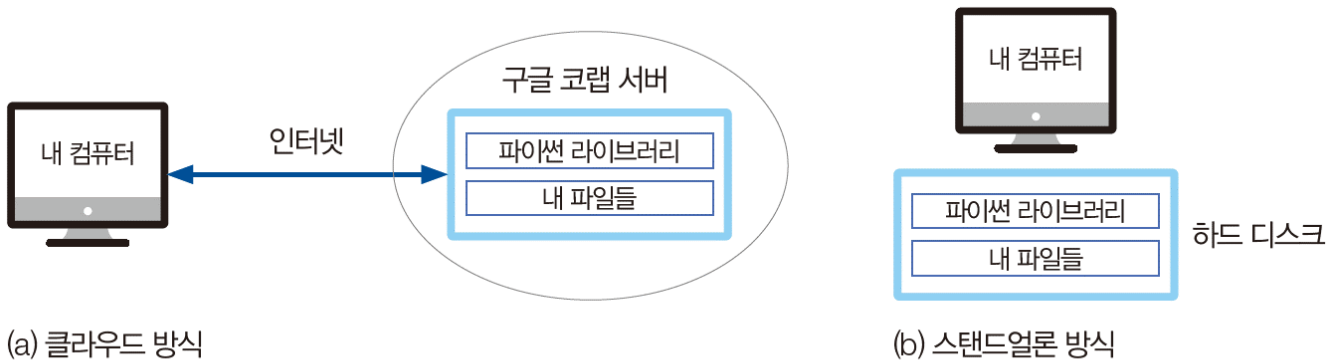 내 컴퓨터
인터넷
구글 코랩 서버
파이썬 라이브러리
내 파일들
(a) 클라우드 방식
내 컴퓨터
파이썬 라이브러리
내 파일들
하드 디스크
(b) 스탠드얼론 방식